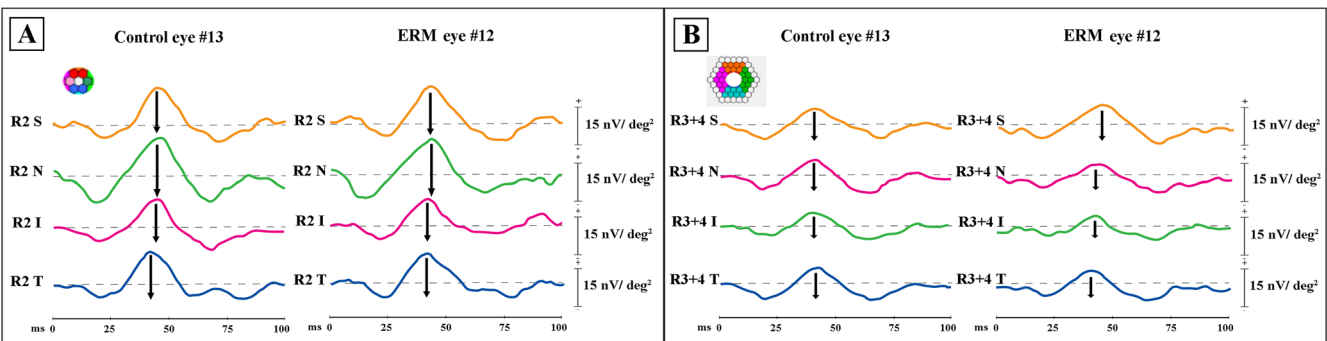 A
Control eye #13
ERM eye #12
R2 S
R2 S
+
15 nV/ deg²
-
R2 N
R2 N
+
15 nV/ deg²
-
R2 I
R2 I
+
15 nV/ deg²
-
R2 T
R2 T
+
15 nV/ deg²
-
ms 0 25 50 75 100
0 25 50 75 100
B
Control eye #13
ERM eye #12
R3+4 S
R3+4 S
+
15 nV/ deg²
-
R3+4 N
R3+4 N
+
15 nV/ deg²
-
R3+4 I
R3+4 I
+
15 nV/ deg²
-
R3+4 T
R3+4 T
+
15 nV/ deg²
-
ms 0 25 50 75 100
0 25 50 75 100